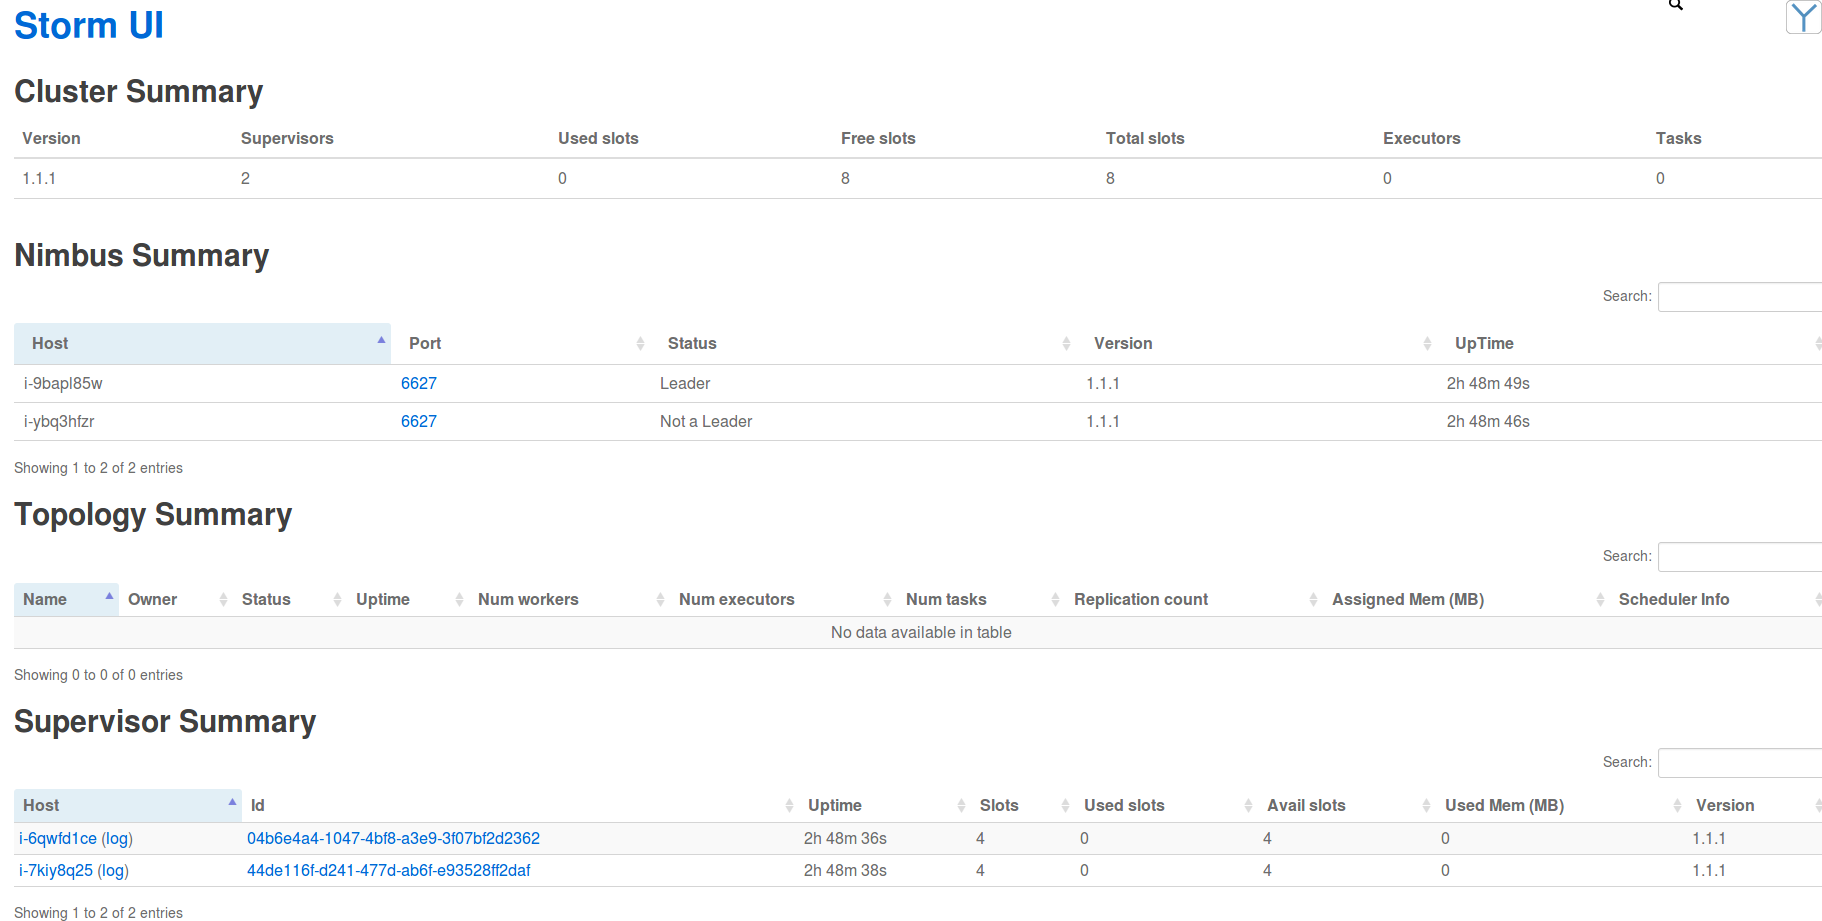 Storm UI
Cluster Summary
Version Supervisors Used slots Free slots Total slots Executors Tasks
1.1.1 2 0 8 8 0 0
Nimbus Summary
Search:
Host Port Status Version UpTime
i-9bapl85w 6627 Leader 1.1.1 2h 48m 49s
i-ybq3hfzr 6627 Not a Leader 1.1.1 2h 48m 46s
Showing 1 to 2 of 2 entries
Topology Summary
Search:
Name Owner Status Uptime Num workers Num executors Num tasks Replication count Assigned Mem (MB) Scheduler Info
No data available in table
Showing 0 to 0 of 0 entries
Supervisor Summary
Search:
Host Id Uptime Slots Used slots Avail slots Used Mem (MB) Version
i-6qwfd1ce (log) 04b6e4a4-1047-4bf8-a3e9-3f07bf2d2362 2h 48m 36s 4 0 4 0 1.1.1
i-7kiy8q25 (log) 44de116f-d241-477d-ab6f-e93528ff2daf 2h 48m 38s 4 0 4 0 1.1.1
Showing 1 to 2 of 2 entries